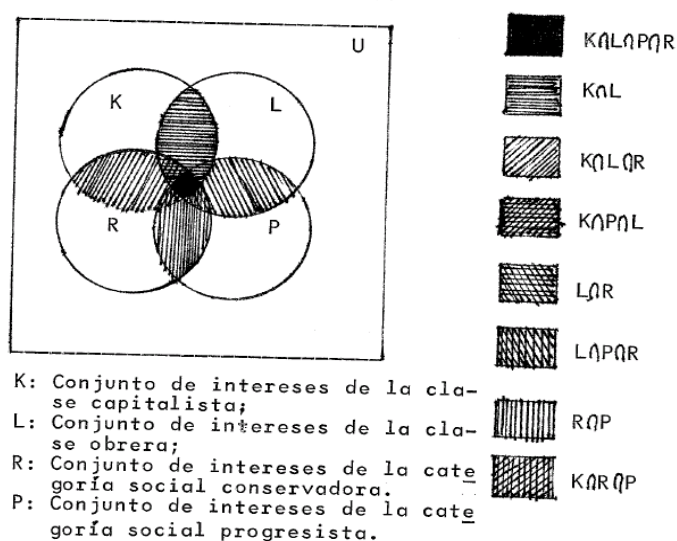 U
K
L
R
P
K∩L∩P∩R
K∩L
K∩L∩R
K∩P∩L
L∩R
L∩P∩R
R∩P
K∩R∩P
K: Conjunto de intereses de la cla-
se capitalista;
L: Conjunto de intereses de la cla-
se obrera;
R: Conjunto de intereses de la cate
goría social conservadora.
P: Conjunto de intereses de la cate
goría social progresista.